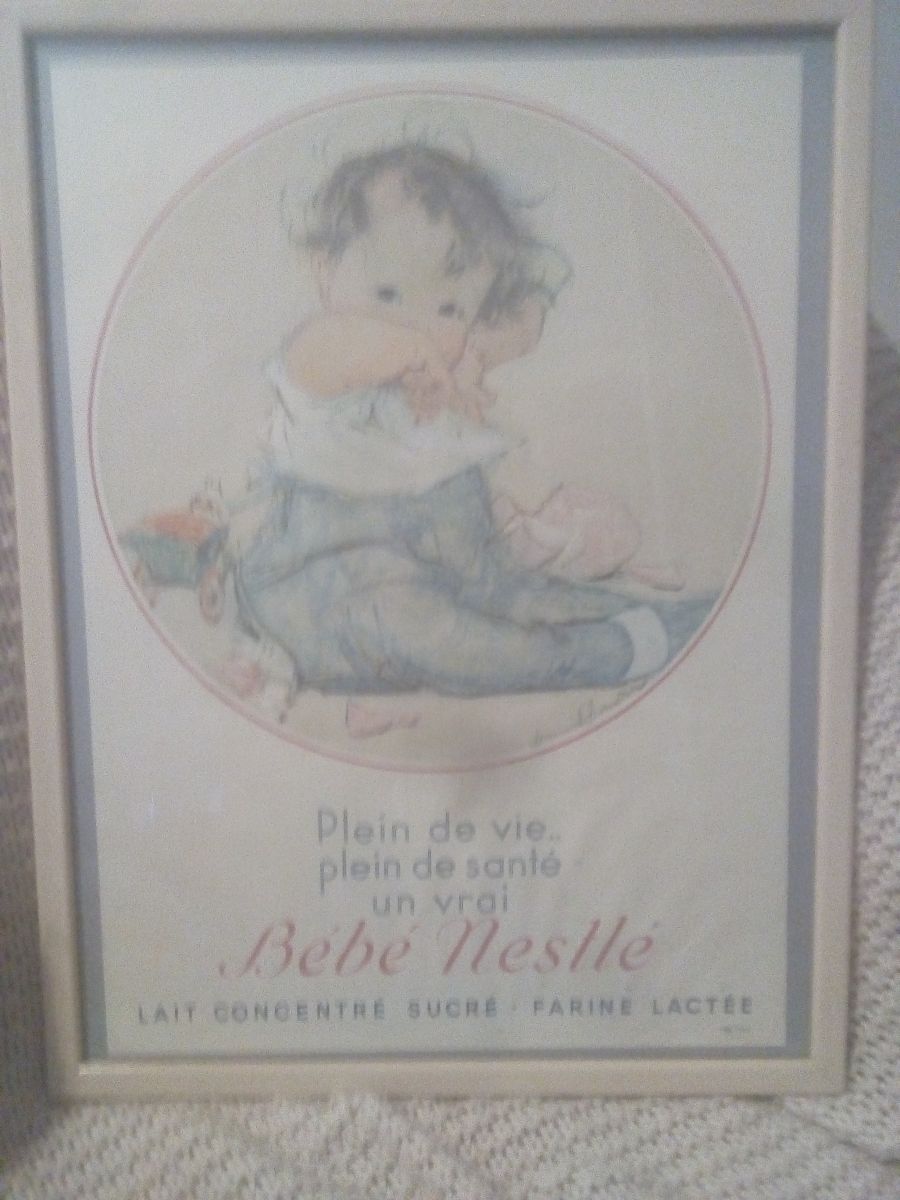 Plein de vie..
plein de santé
un vrai
Bébé Nestlé
LAIT CONCENTRÉ SUCRÉ · FARINE LACTÉE